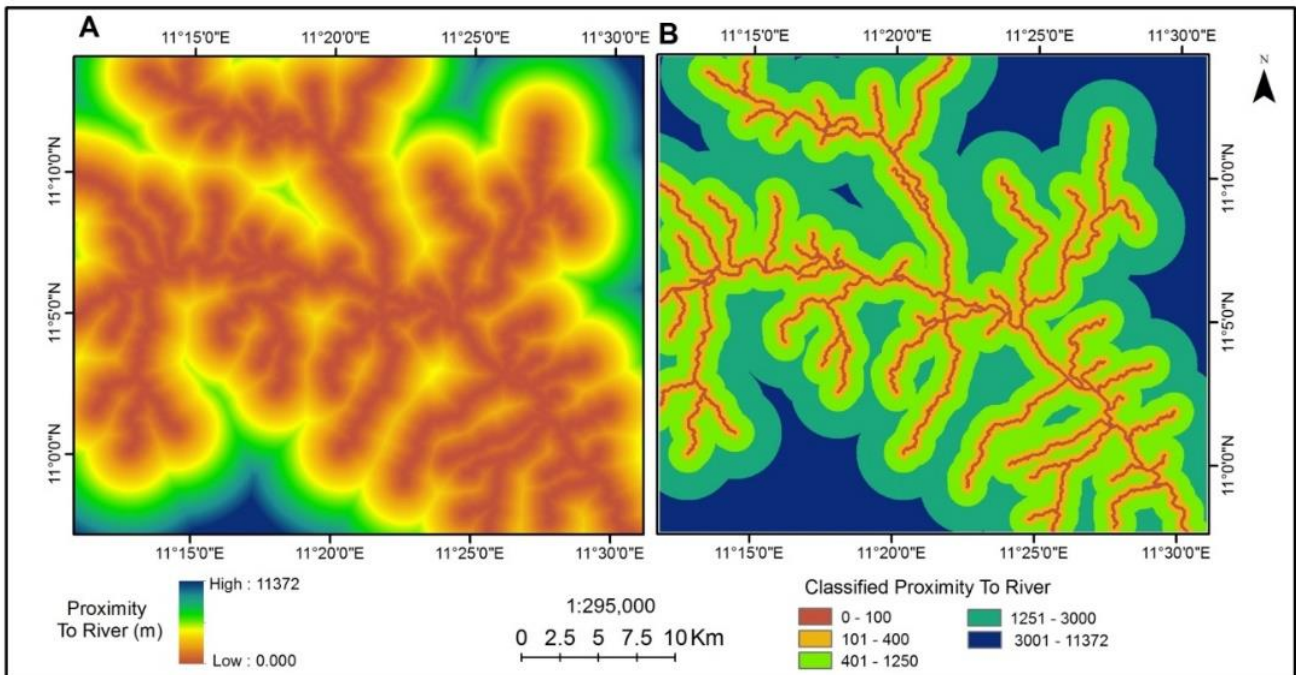 A
B
11°15'0"E 11°20'0"E 11°25'0"E 11°30'0"E
11°15'0"E 11°20'0"E 11°25'0"E 11°30'0"E
N
11°10'0"N
11°5'0"N
11°0'0"N
11°10'0"N
11°5'0"N
11°0'0"N
11°15'0"E 11°20'0"E 11°25'0"E 11°30'0"E
11°15'0"E 11°20'0"E 11°25'0"E 11°30'0"E
Proximity
To River (m)
High : 11372
Low : 0.000
1:295,000
0 2.5 5 7.5 10 Km
Classified Proximity To River
0 - 100
101 - 400
401 - 1250
1251 - 3000
3001 - 11372